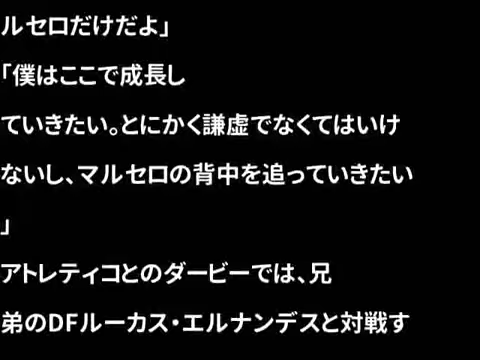 ルセロだけだよ」
「僕はここで成長し
ていきたい。とにかく謙虚でなくてはいけ
ないし、マルセロの背中を追っていきたい
」
アトレティコとのダービーでは、兄
弟のDFルーカス・エルナンデスと対戦す